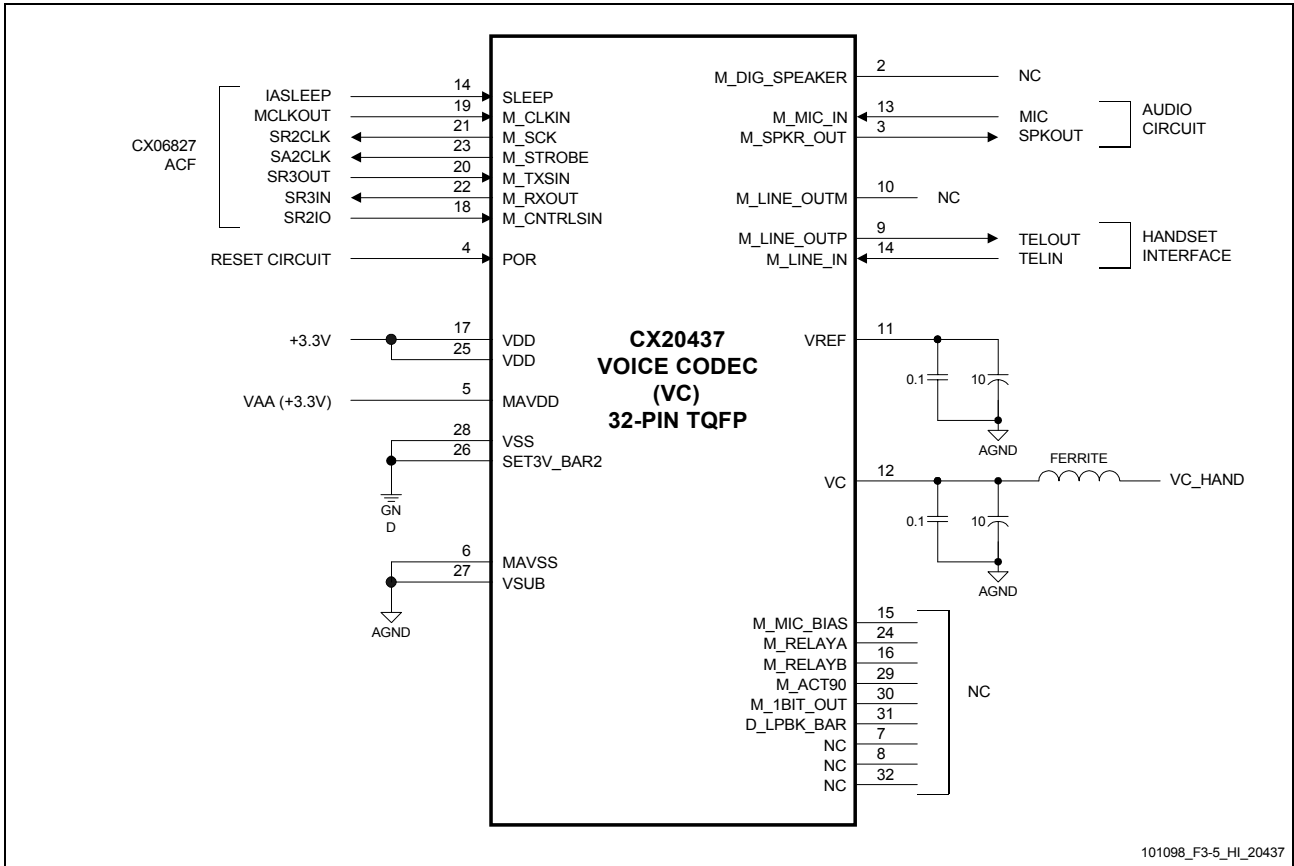 CX06827
ACF
IASLEEP 14 SLEEP
MCLKOUT 19 M_CLKIN
SR2CLK 21 M_SCK
SA2CLK 23 M_STROBE
SR3OUT 20 M_TXSIN
SR3IN 22 M_RXOUT
SR2IO 18 M_CNTRLSIN
RESET CIRCUIT 4 POR
+3.3V 17 VDD
25 VDD
VAA (+3.3V) 5 MAVDD
28 VSS
26 SET3V_BAR2
GN
D
6 MAVSS
27 VSUB
AGND
CX20437
VOICE CODEC
(VC)
32-PIN TQFP
M_DIG_SPEAKER 2 NC
M_MIC_IN 13 MIC
M_SPKR_OUT 3 SPKOUT
AUDIO
CIRCUIT
M_LINE_OUTM 10 NC
M_LINE_OUTP 9 TELOUT
M_LINE_IN 14 TELIN
HANDSET
INTERFACE
VREF 11
0.1 10
AGND
FERRITE
VC 12 VC_HAND
0.1 10
AGND
M_MIC_BIAS 15
M_RELAYA 24
M_RELAYB 16
M_ACT90 29
M_1BIT_OUT 30
D_LPBK_BAR 31
NC 7
NC 8
NC 32
NC
101098_F3-5_HI_20437